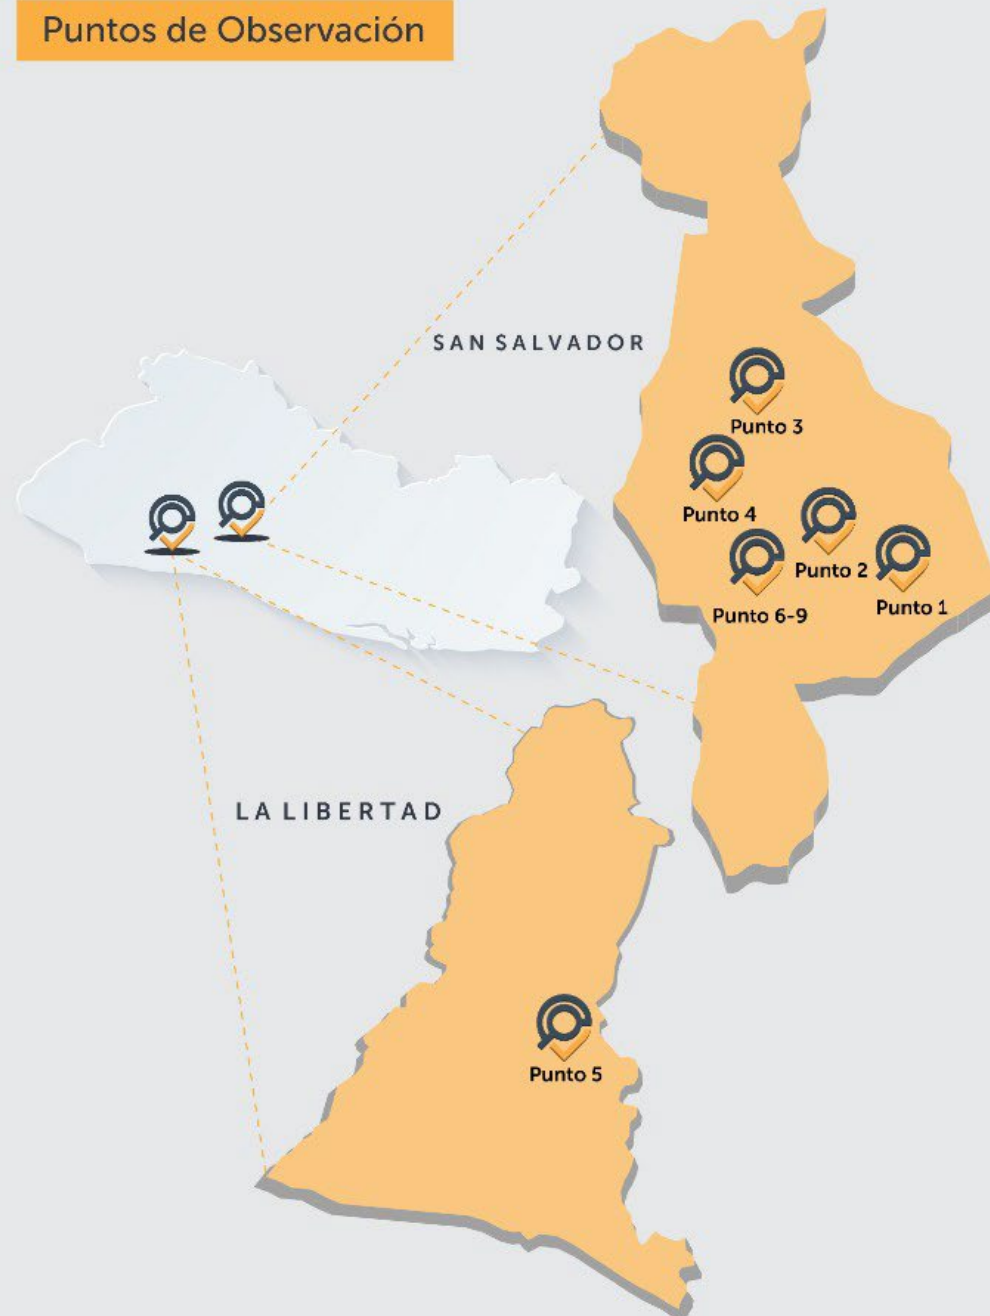 Puntos de Observación
SAN SALVADOR
Punto 3
Punto 4
Punto 2
Punto 1
Punto 6-9
LA LIBERTAD
Punto 5